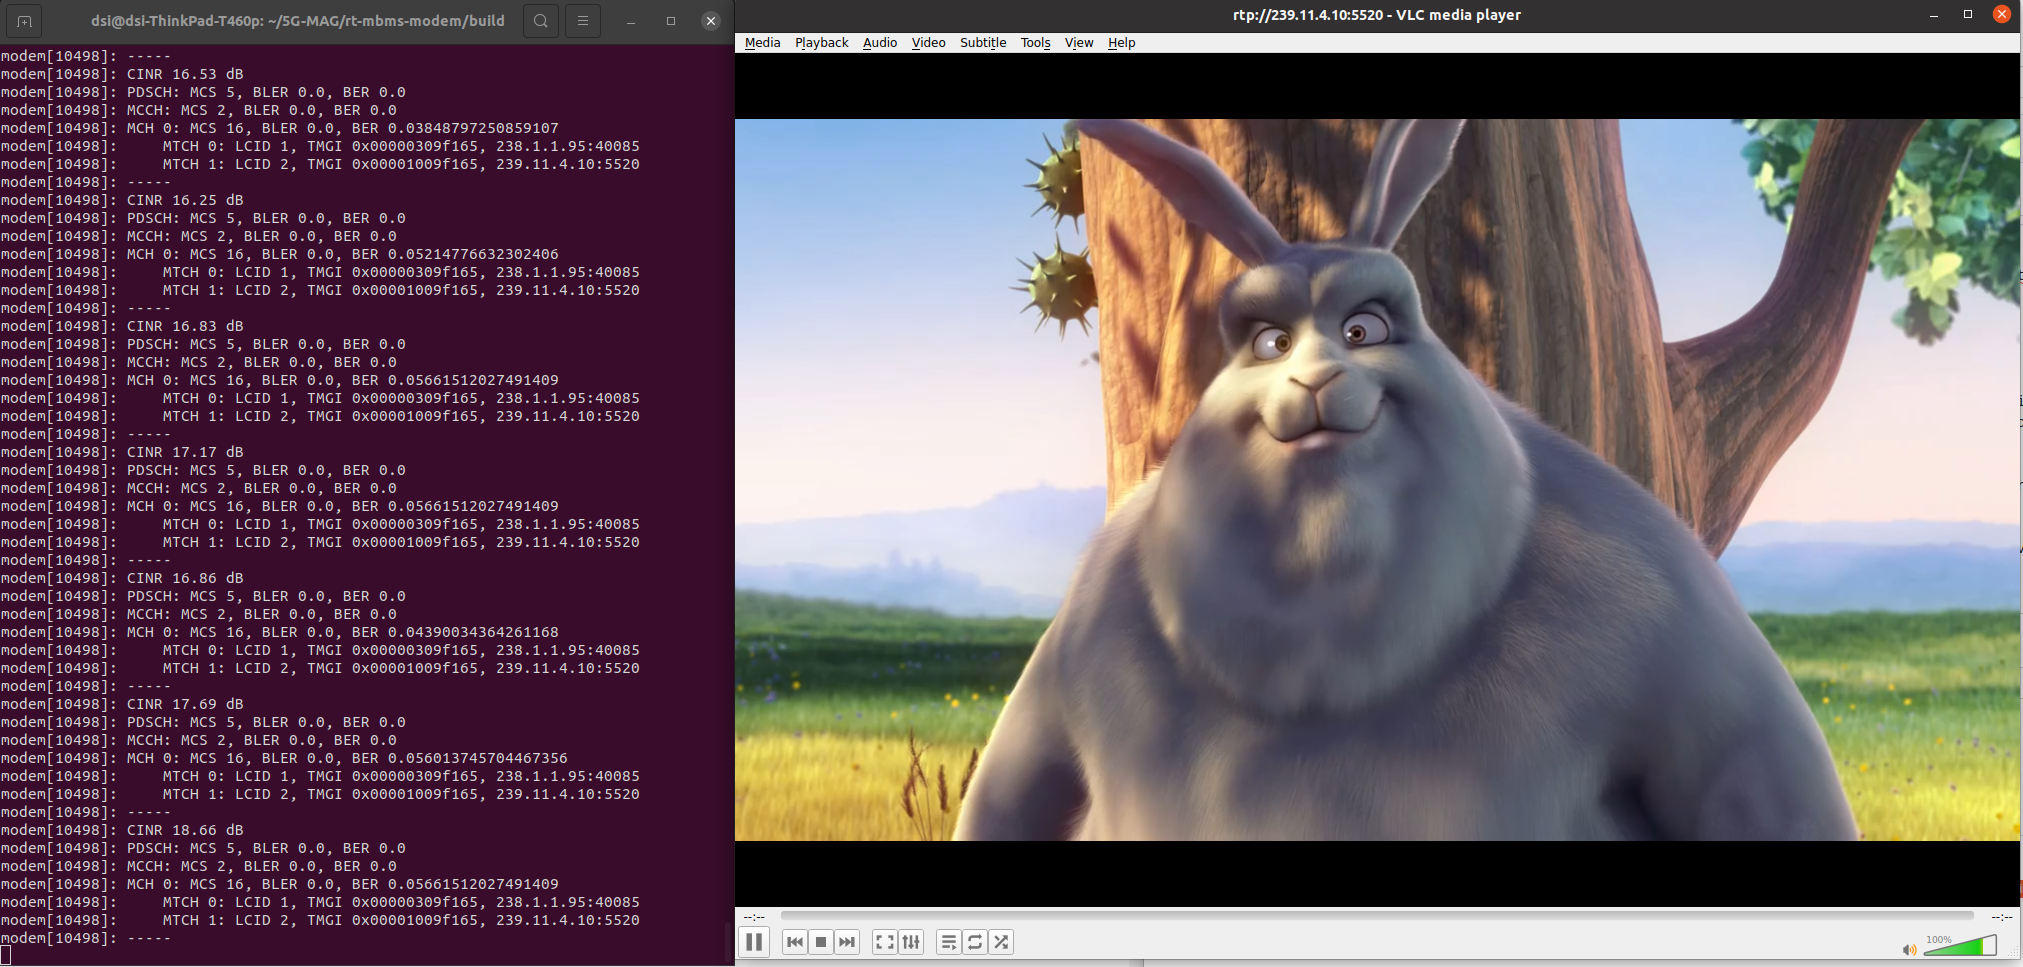 dsi@dsi-ThinkPad-T460p: ~/5G-MAG/rt-mbms-modem/build
modem[10498]: -----
modem[10498]: CINR 16.53 dB
modem[10498]: PDSCH: MCS 5, BLER 0.0, BER 0.0
modem[10498]: MCCH: MCS 2, BLER 0.0, BER 0.0
modem[10498]: MCH 0: MCS 16, BLER 0.0, BER 0.03848797250859107
modem[10498]:     MTCH 0: LCID 1, TMGI 0x00000309f165, 238.1.1.95:40085
modem[10498]:     MTCH 1: LCID 2, TMGI 0x00001009f165, 239.11.4.10:5520
modem[10498]: -----
modem[10498]: CINR 16.25 dB
modem[10498]: PDSCH: MCS 5, BLER 0.0, BER 0.0
modem[10498]: MCCH: MCS 2, BLER 0.0, BER 0.0
modem[10498]: MCH 0: MCS 16, BLER 0.0, BER 0.05214776632302406
modem[10498]:     MTCH 0: LCID 1, TMGI 0x00000309f165, 238.1.1.95:40085
modem[10498]:     MTCH 1: LCID 2, TMGI 0x00001009f165, 239.11.4.10:5520
modem[10498]: -----
modem[10498]: CINR 16.83 dB
modem[10498]: PDSCH: MCS 5, BLER 0.0, BER 0.0
modem[10498]: MCCH: MCS 2, BLER 0.0, BER 0.0
modem[10498]: MCH 0: MCS 16, BLER 0.0, BER 0.05661512027491409
modem[10498]:     MTCH 0: LCID 1, TMGI 0x00000309f165, 238.1.1.95:40085
modem[10498]:     MTCH 1: LCID 2, TMGI 0x00001009f165, 239.11.4.10:5520
modem[10498]: -----
modem[10498]: CINR 17.17 dB
modem[10498]: PDSCH: MCS 5, BLER 0.0, BER 0.0
modem[10498]: MCCH: MCS 2, BLER 0.0, BER 0.0
modem[10498]: MCH 0: MCS 16, BLER 0.0, BER 0.05661512027491409
modem[10498]:     MTCH 0: LCID 1, TMGI 0x00000309f165, 238.1.1.95:40085
modem[10498]:     MTCH 1: LCID 2, TMGI 0x00001009f165, 239.11.4.10:5520
modem[10498]: -----
modem[10498]: CINR 16.86 dB
modem[10498]: PDSCH: MCS 5, BLER 0.0, BER 0.0
modem[10498]: MCCH: MCS 2, BLER 0.0, BER 0.0
modem[10498]: MCH 0: MCS 16, BLER 0.0, BER 0.04390034364261168
modem[10498]:     MTCH 0: LCID 1, TMGI 0x00000309f165, 238.1.1.95:40085
modem[10498]:     MTCH 1: LCID 2, TMGI 0x00001009f165, 239.11.4.10:5520
modem[10498]: -----
modem[10498]: CINR 17.69 dB
modem[10498]: PDSCH: MCS 5, BLER 0.0, BER 0.0
modem[10498]: MCCH: MCS 2, BLER 0.0, BER 0.0
modem[10498]: MCH 0: MCS 16, BLER 0.0, BER 0.056013745704467356
modem[10498]:     MTCH 0: LCID 1, TMGI 0x00000309f165, 238.1.1.95:40085
modem[10498]:     MTCH 1: LCID 2, TMGI 0x00001009f165, 239.11.4.10:5520
modem[10498]: -----
modem[10498]: CINR 18.66 dB
modem[10498]: PDSCH: MCS 5, BLER 0.0, BER 0.0
modem[10498]: MCCH: MCS 2, BLER 0.0, BER 0.0
modem[10498]: MCH 0: MCS 16, BLER 0.0, BER 0.05661512027491409
modem[10498]:     MTCH 0: LCID 1, TMGI 0x00000309f165, 238.1.1.95:40085
modem[10498]:     MTCH 1: LCID 2, TMGI 0x00001009f165, 239.11.4.10:5520
modem[10498]: -----
rtp://239.11.4.10:5520 - VLC media player
Media Playback Audio Video Subtitle Tools View Help
--:-- --:--
100%